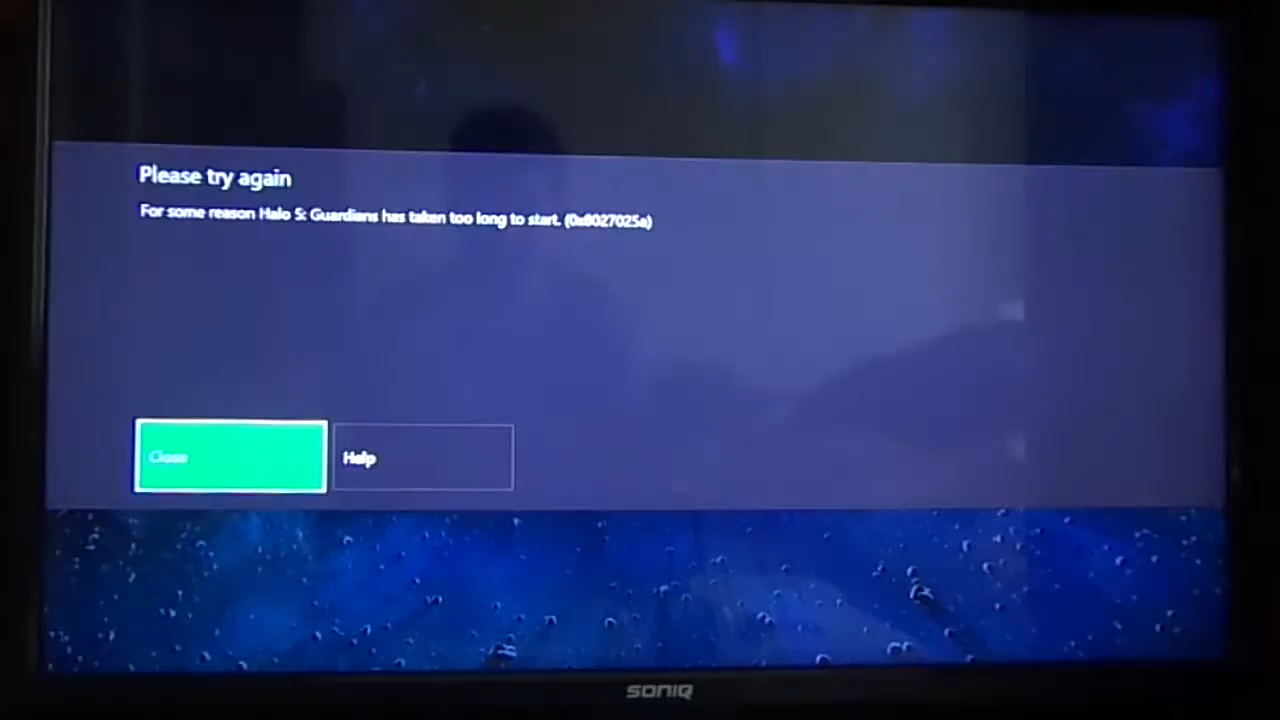 Please try again
For some reason Halo 5: Guardians has taken too long to start. (0x8027025a)
Close
Help
SONIQ